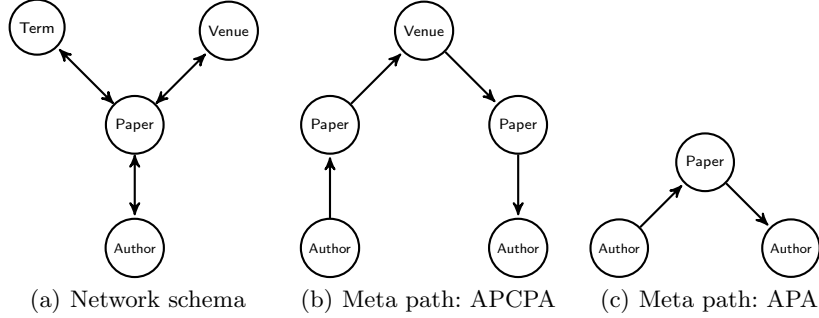 Term
Venue
Paper
Author
(a) Network schema
Venue
Paper
Paper
Author
Author
(b) Meta path: APCPA
Paper
Author
Author
(c) Meta path: APA